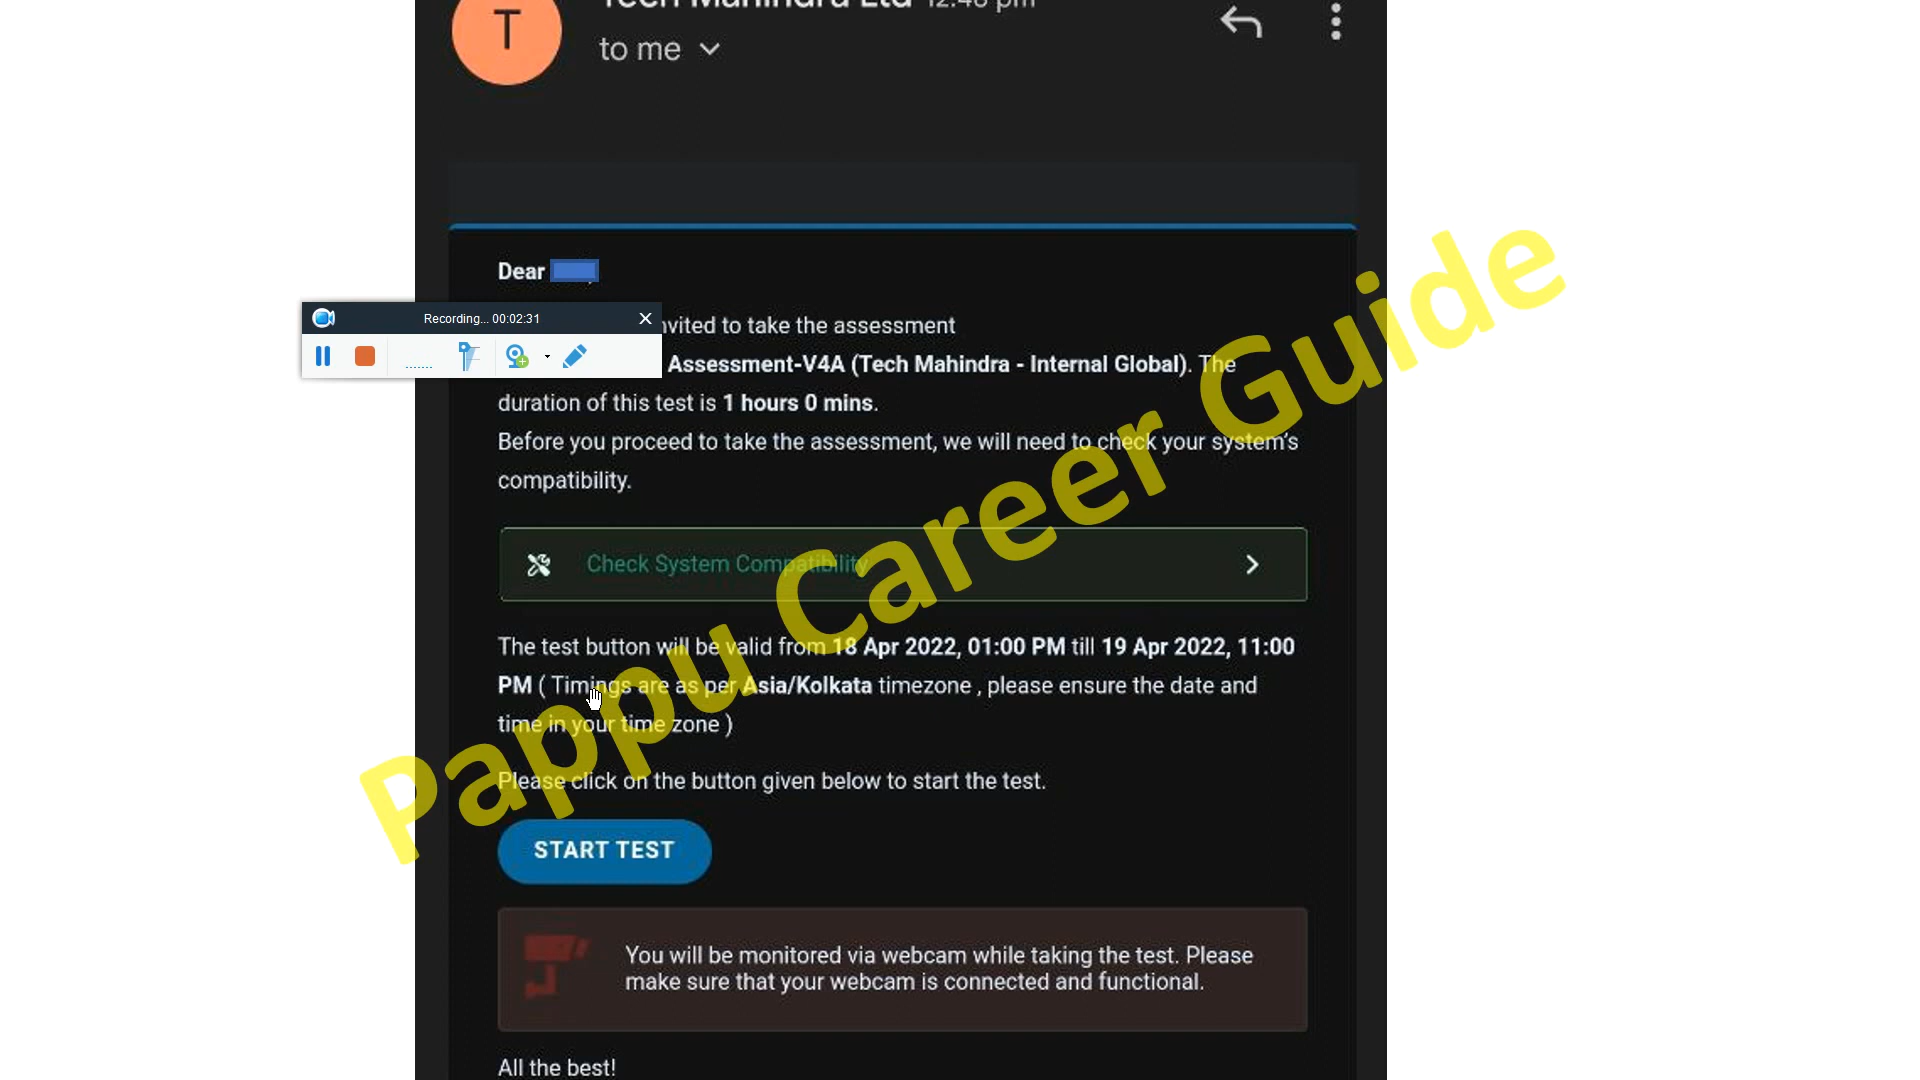 T
Tech Mahindra Ltd 12:48 pm
to me
Dear
Recording... 00:02:31
nvited to take the assessment
Assessment-V4A (Tech Mahindra - Internal Global). The
duration of this test is 1 hours 0 mins.
Before you proceed to take the assessment, we will need to check your system's
compatibility.
Check System Compatibility
The test button will be valid from 18 Apr 2022, 01:00 PM till 19 Apr 2022, 11:00
PM ( Timings are as per Asia/Kolkata timezone , please ensure the date and
time in your time zone )
Please click on the button given below to start the test.
START TEST
You will be monitored via webcam while taking the test. Please
make sure that your webcam is connected and functional.
All the best!
Pappu Career Guide